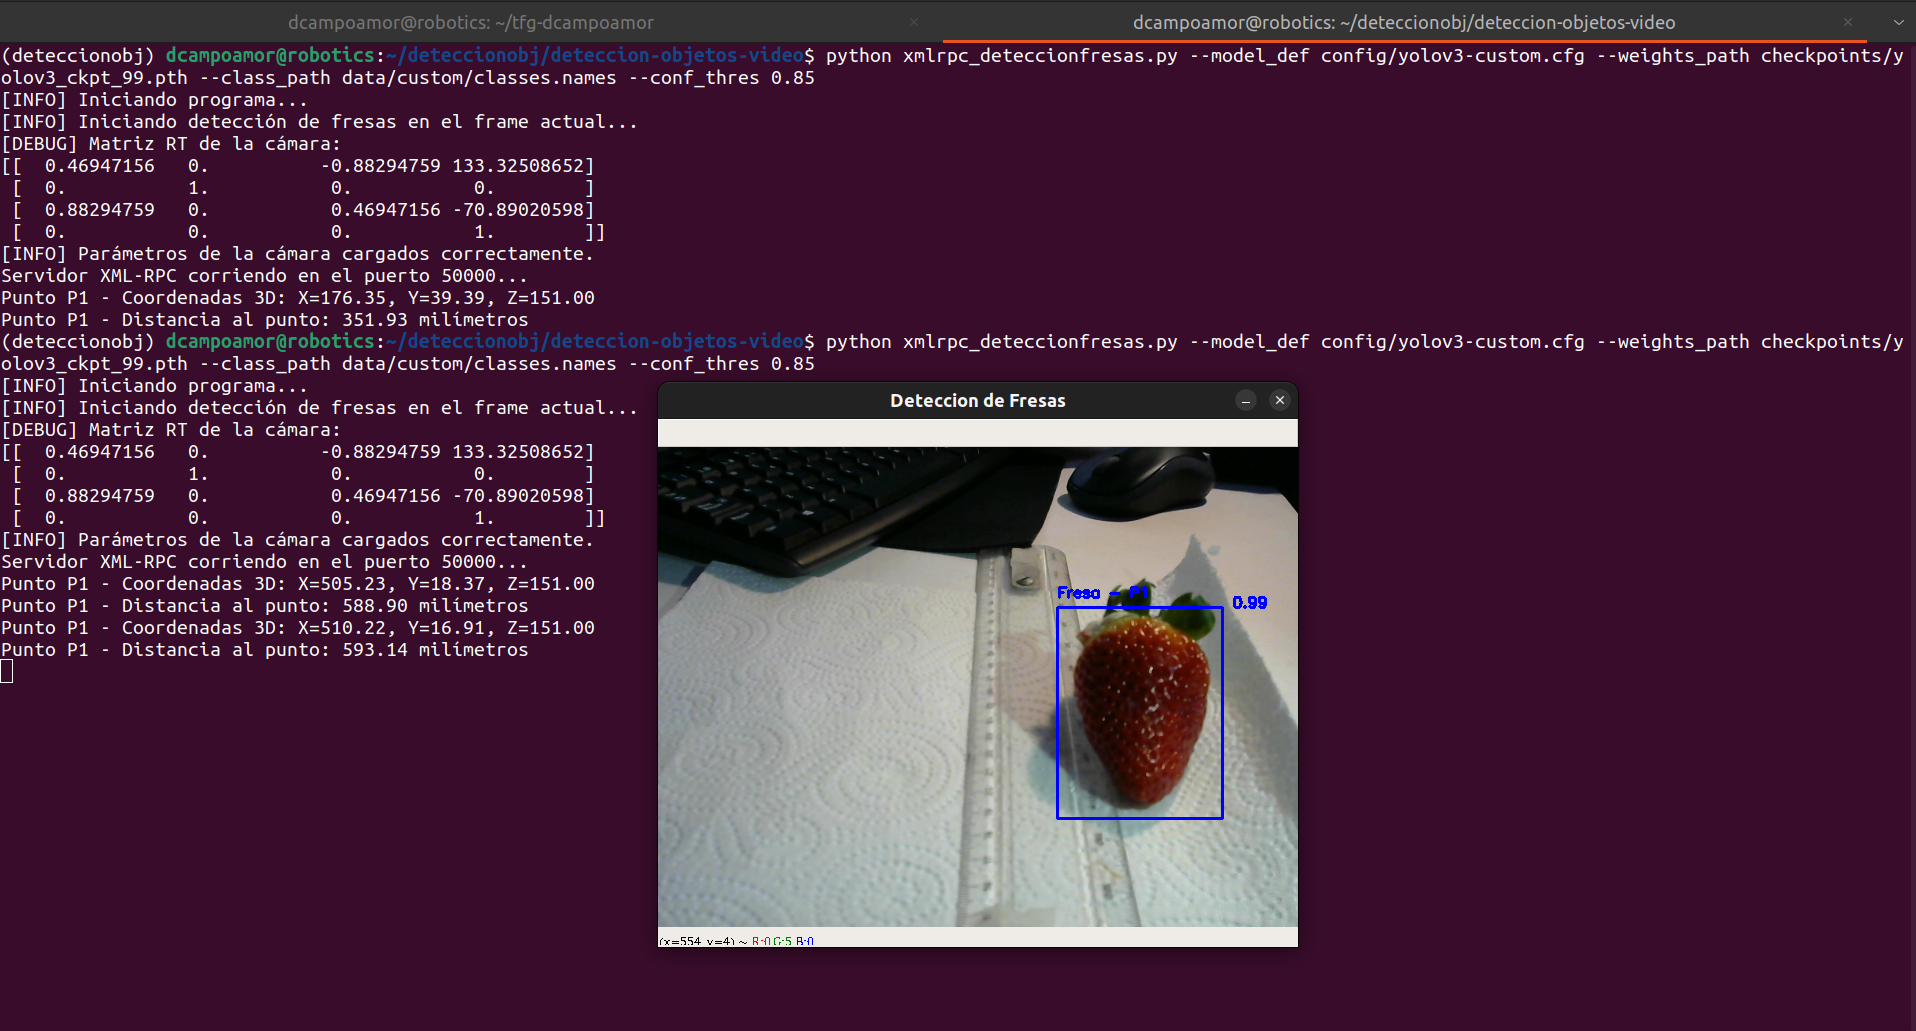 dcampoamor@robotics: ~/tfg-dcampoamor
dcampoamor@robotics: ~/deteccionobj/deteccion-objetos-video
(deteccionobj) dcampoamor@robotics:~/deteccionobj/deteccion-objetos-video$ python xmlrpc_deteccionfresas.py --model_def config/yolov3-custom.cfg --weights_path checkpoints/y
olov3_ckpt_99.pth --class_path data/custom/classes.names --conf_thres 0.85
[INFO] Iniciando programa...
[INFO] Iniciando detección de fresas en el frame actual...
[DEBUG] Matriz RT de la cámara:
[[  0.46947156   0.          -0.88294759 133.32508652]
 [  0.           1.           0.           0.        ]
 [  0.88294759   0.           0.46947156 -70.89020598]
 [  0.           0.           0.           1.        ]]
[INFO] Parámetros de la cámara cargados correctamente.
Servidor XML-RPC corriendo en el puerto 50000...
Punto P1 - Coordenadas 3D: X=176.35, Y=39.39, Z=151.00
Punto P1 - Distancia al punto: 351.93 milímetros
(deteccionobj) dcampoamor@robotics:~/deteccionobj/deteccion-objetos-video$ python xmlrpc_deteccionfresas.py --model_def config/yolov3-custom.cfg --weights_path checkpoints/y
olov3_ckpt_99.pth --class_path data/custom/classes.names --conf_thres 0.85
[INFO] Iniciando programa...
[INFO] Iniciando detección de fresas en el frame actual...
[DEBUG] Matriz RT de la cámara:
[[  0.46947156   0.          -0.88294759 133.32508652]
 [  0.           1.           0.           0.        ]
 [  0.88294759   0.           0.46947156 -70.89020598]
 [  0.           0.           0.           1.        ]]
[INFO] Parámetros de la cámara cargados correctamente.
Servidor XML-RPC corriendo en el puerto 50000...
Punto P1 - Coordenadas 3D: X=505.23, Y=18.37, Z=151.00
Punto P1 - Distancia al punto: 588.90 milímetros
Punto P1 - Coordenadas 3D: X=510.22, Y=16.91, Z=151.00
Punto P1 - Distancia al punto: 593.14 milímetros
Deteccion de Fresas
Fresa - P1
0.99
(x=554, y=4) ~ R:0 G:5 B:0